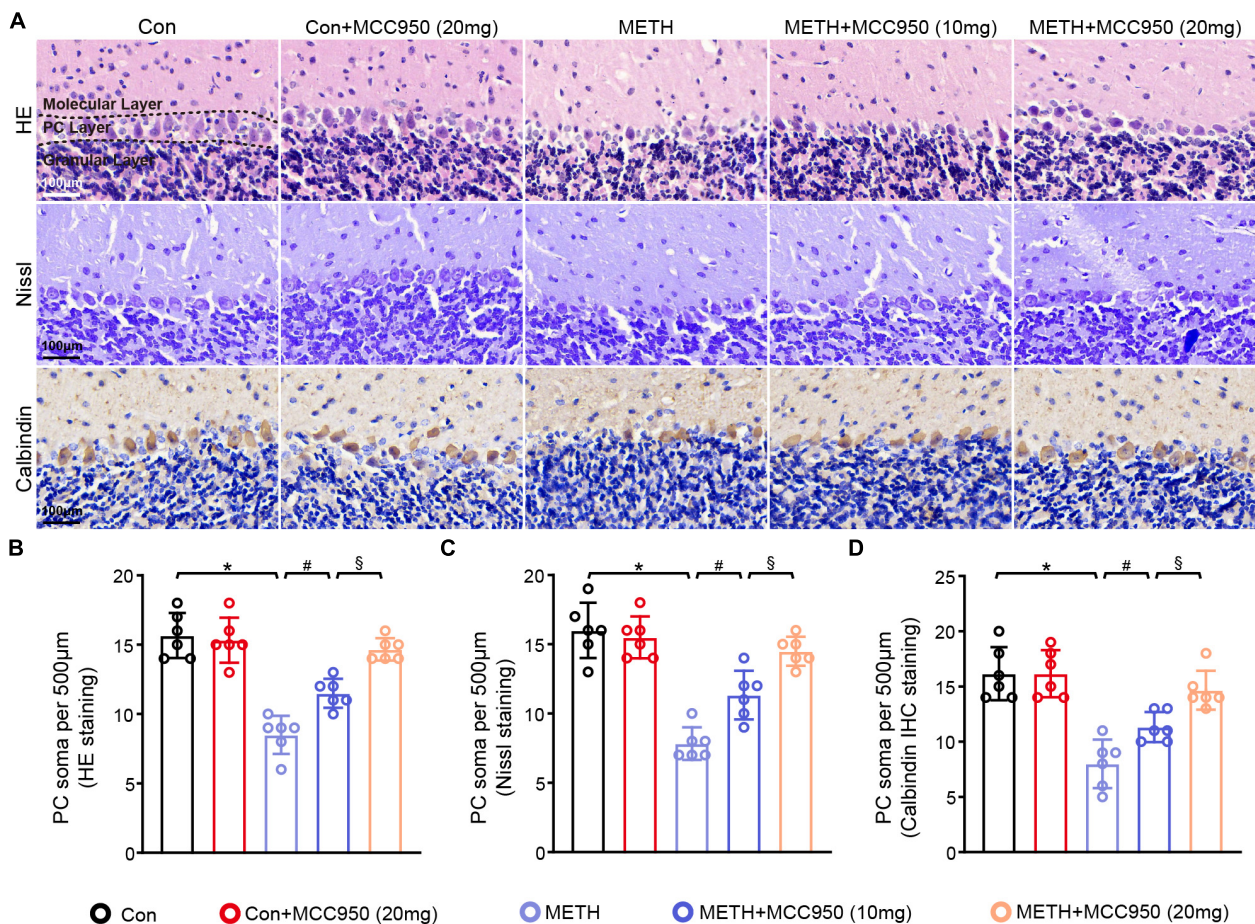 A
Con
Con+MCC950 (20mg)
METH
METH+MCC950 (10mg)
METH+MCC950 (20mg)
HE
Molecular Layer
PC Layer
Granular Layer
100μm
Nissl
100μm
Calbindin
100μm
B
PC soma per 500μm
(HE staining)
20
15
10
5
0
*
#
§
C
PC soma per 500μm
(Nissl staining)
20
15
10
5
0
*
#
§
D
PC soma per 500μm
(Calbindin IHC staining)
25
20
15
10
5
0
*
#
§
Con
Con+MCC950 (20mg)
METH
METH+MCC950 (10mg)
METH+MCC950 (20mg)